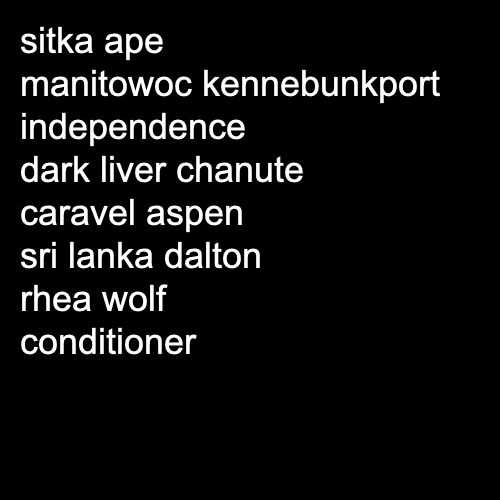 sitka ape
manitowoc kennebunkport
independence
dark liver chanute
caravel aspen
sri lanka dalton
rhea wolf
conditioner